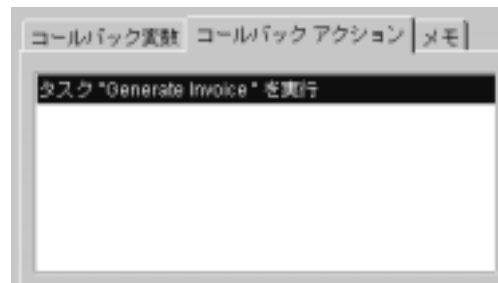 コールバック変数 コールバック アクション メモ
タスク "Generate Invoice " を実行